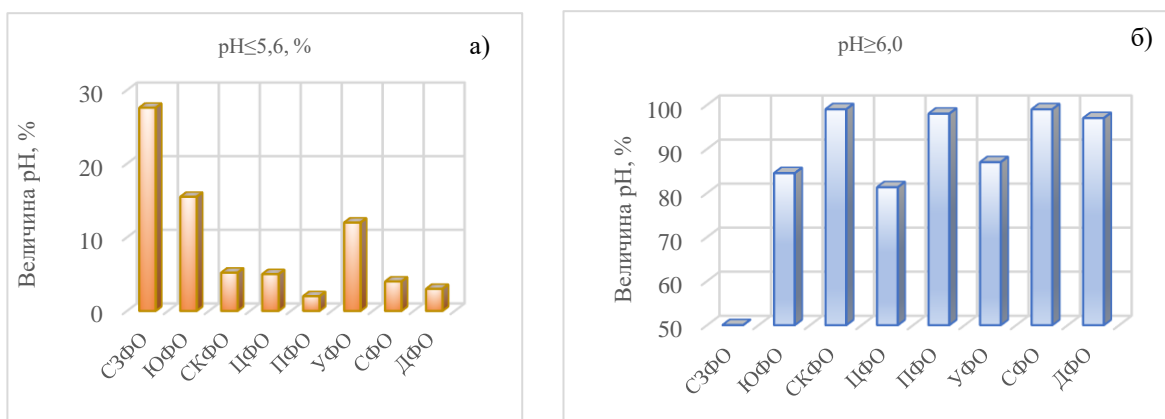 pH≤5,6, %
а)
Величина pH, %
30
20
10
0
СЗФО
ЮФО
СКФО
ЦФО
ПФО
УФО
СФО
ДФО
pH≥6,0
б)
Величина pH, %
100
90
80
70
60
50
СЗФО
ЮФО
СКФО
ЦФО
ПФО
УФО
СФО
ДФО